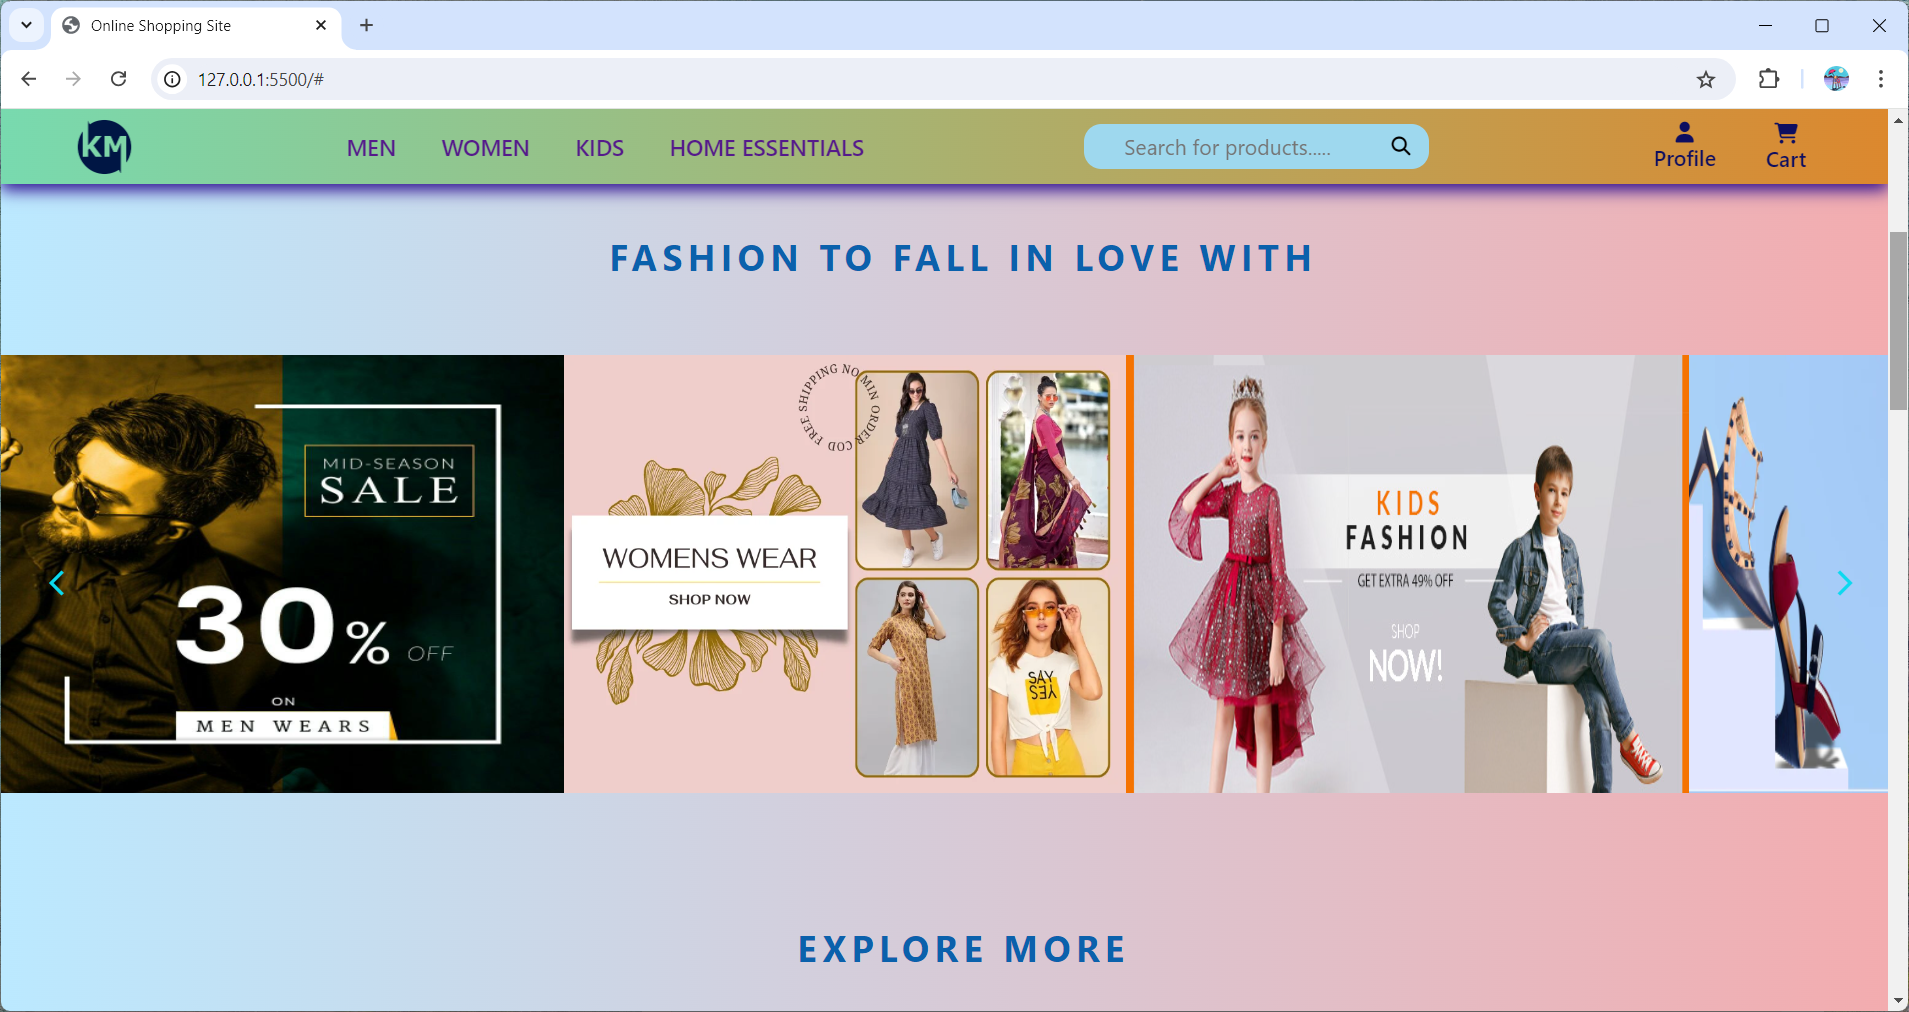 Online Shopping Site
127.0.0.1:5500/#
KM
MEN
WOMEN
KIDS
HOME ESSENTIALS
Search for products.....
Profile
Cart
FASHION TO FALL IN LOVE WITH
MID-SEASON
SALE
30% OFF
ON
MEN WEARS
FREE SHIPPING NO MIN ORDER COD
WOMENS WEAR
SHOP NOW
SAY
YES
KIDS
FASHION
GET EXTRA 49% OFF
SHOP
NOW!
EXPLORE MORE